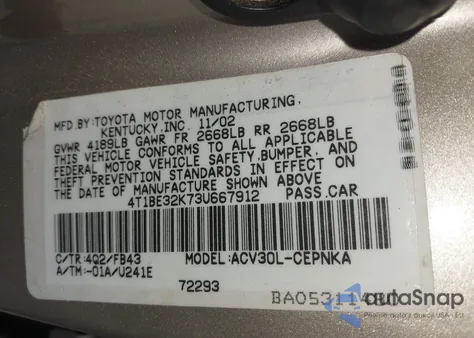 MFD.BY:TOYOTA MOTOR MANUFACTURING,
KENTUCKY,INC. 11/02
GVWR 4189LB GAWR FR 2668LB RR 2668LB
THIS VEHICLE CONFORMS TO ALL APPLICABLE
FEDERAL MOTOR VEHICLE SAFETY,BUMPER, AND
THEFT PREVENTION STANDARDS IN EFFECT ON
THE DATE OF MANUFACTURE SHOWN ABOVE
4T1BE32K73U667912 PASS.CAR
C/TR:4Q2/FB43 MODEL:ACV30L-CEPNKA
A/TM:-01A/U241E
72293
autoSnap